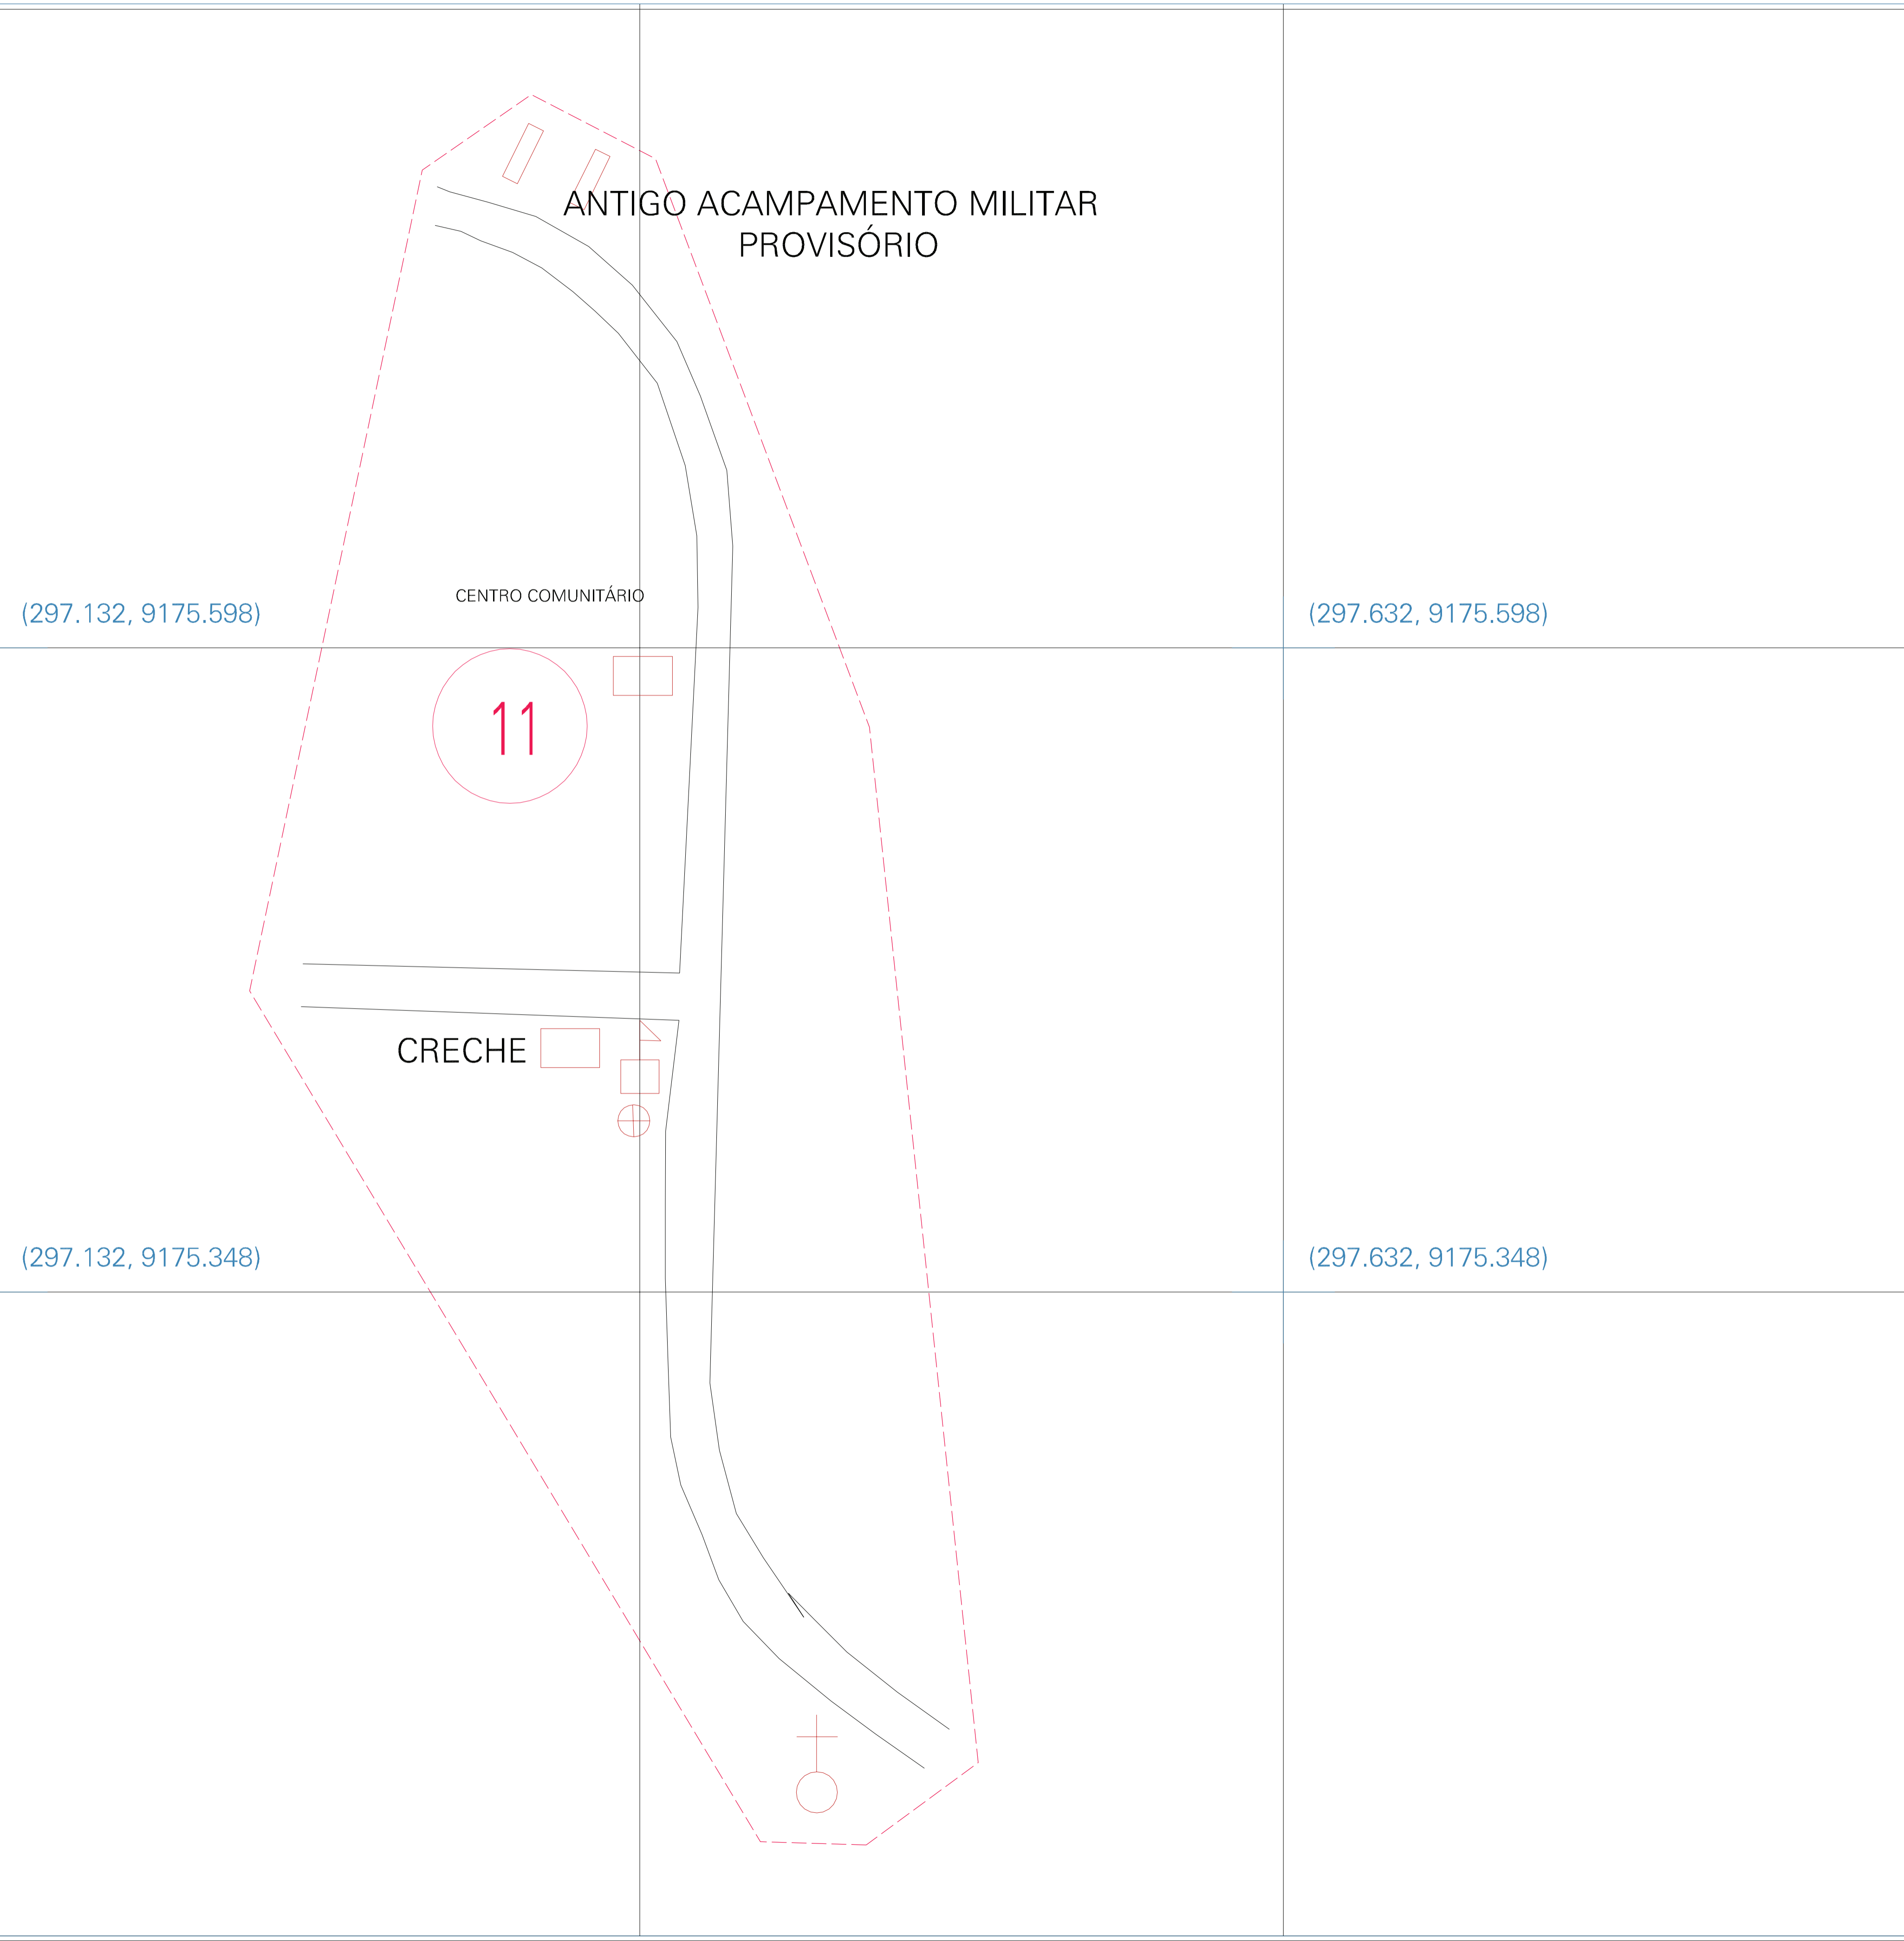 ANTIGO ACAMPAMENTO MILITAR
PROVISÓRIO
CENTRO COMUNITÁRIO
(297.132, 9175.598)
(297.632, 9175.598)
11
CRECHE
(297.132, 9175.348)
(297.632, 9175.348)